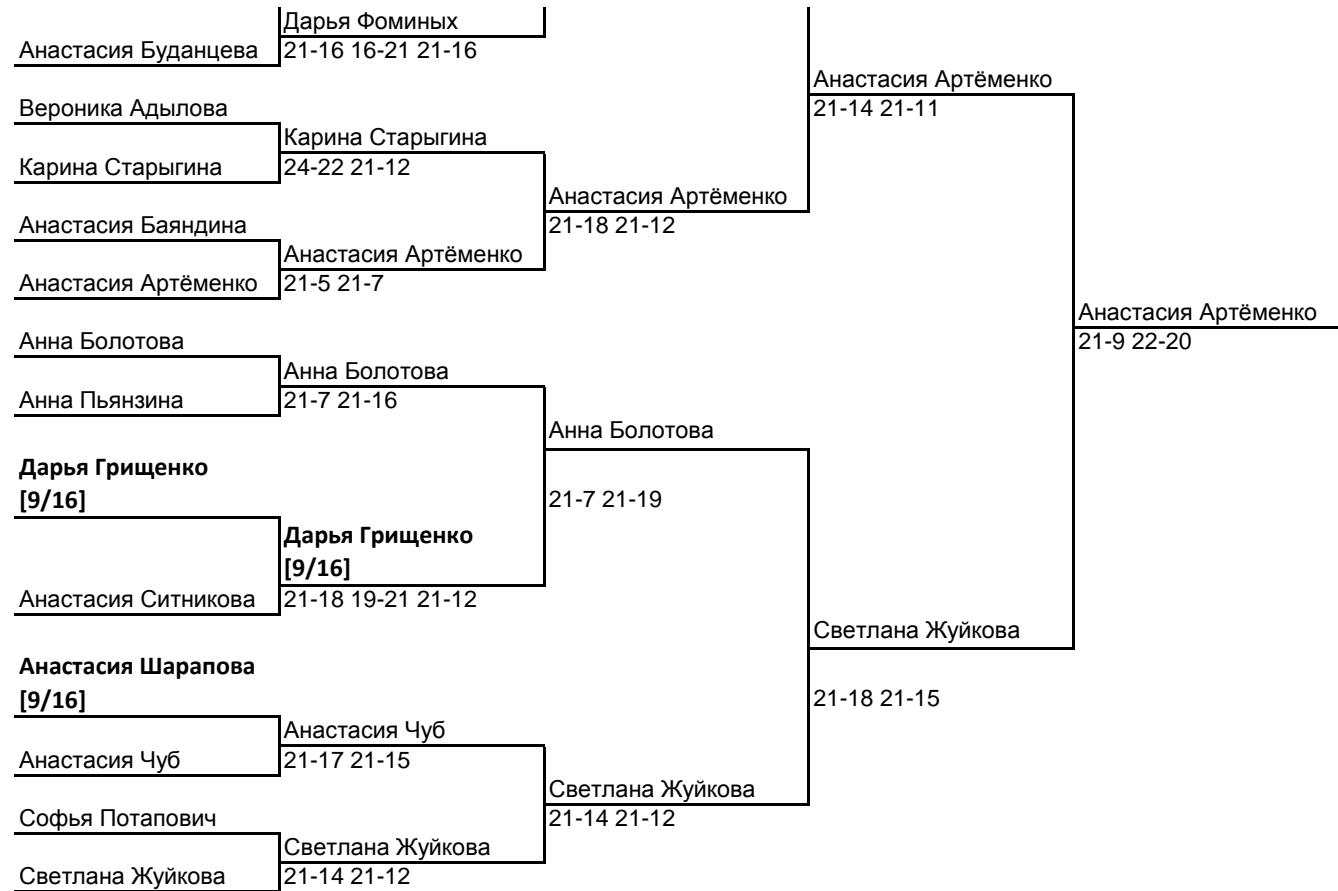 Дарья Фоминых
Анастасия Буданцева 21-16 16-21 21-16
Анастасия Артёменко
Вероника Адылова 21-14 21-11
Карина Старыгина
Карина Старыгина 24-22 21-12
Анастасия Артёменко
Анастасия Баяндина 21-18 21-12
Анастасия Артёменко
Анастасия Артёменко 21-5 21-7
Анастасия Артёменко
Анна Болотова 21-9 22-20
Анна Болотова
Анна Пьянзина 21-7 21-16
Анна Болотова
Дарья Грищенко
[9/16] 21-7 21-19
Дарья Грищенко
[9/16]
Анастасия Ситникова 21-18 19-21 21-12
Светлана Жуйкова
Анастасия Шарапова
[9/16] 21-18 21-15
Анастасия Чуб
Анастасия Чуб 21-17 21-15
Светлана Жуйкова
Софья Потапович 21-14 21-12
Светлана Жуйкова
Светлана Жуйкова 21-14 21-12